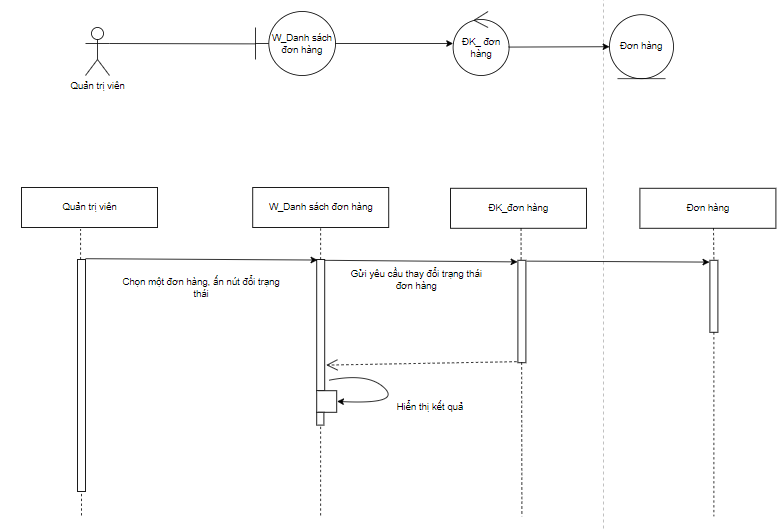 W_Danh sách
đơn hàng
ĐK_ đơn
hàng
Đơn hàng
Quản trị viên
Quản trị viên
W_Danh sách đơn hàng
ĐK_đơn hàng
Đơn hàng
Chọn một đơn hàng, ấn nút đổi trạng
thái
Gửi yêu cầu thay đổi trạng thái
đơn hàng
Hiển thị kết quả